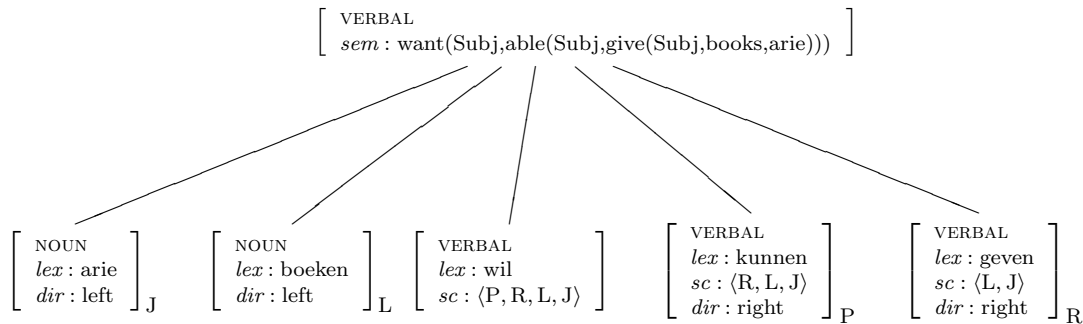 VERBAL
sem : want(Subj,able(Subj,give(Subj,books,arie)))
NOUN
lex : arie
dir : left
J
NOUN
lex : boeken
dir : left
L
VERBAL
lex : wil
sc : ⟨P, R, L, J⟩
VERBAL
lex : kunnen
sc : ⟨R, L, J⟩
dir : right
P
VERBAL
lex : geven
sc : ⟨L, J⟩
dir : right
R